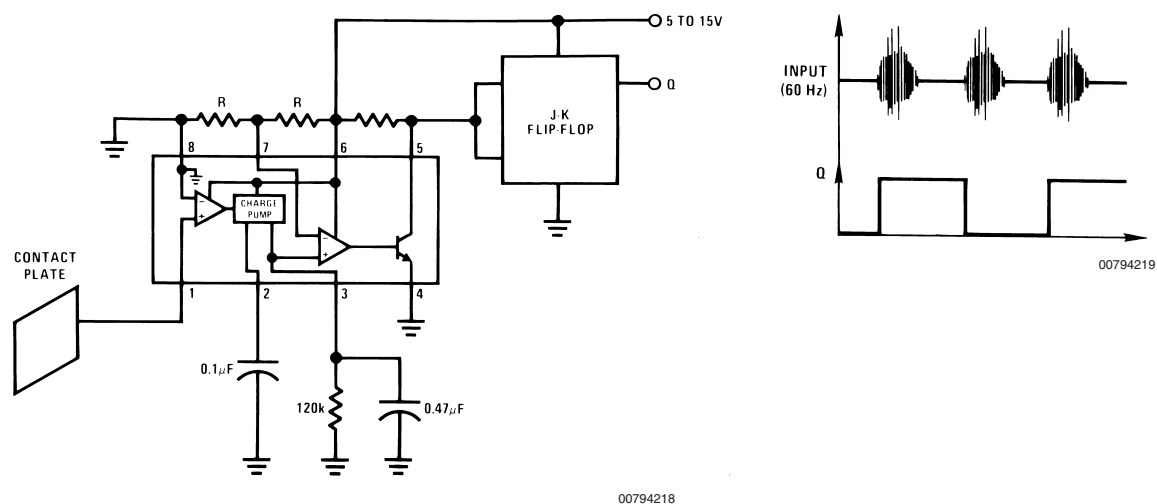 5 TO 15V
Q
J-K
FLIP-FLOP
R
R
8
7
6
5
CHARGE
PUMP
-
+
-
+
CONTACT
PLATE
1
2
3
4
0.1μF
120k
0.47μF
00794218
INPUT
(60 Hz)
Q
00794219